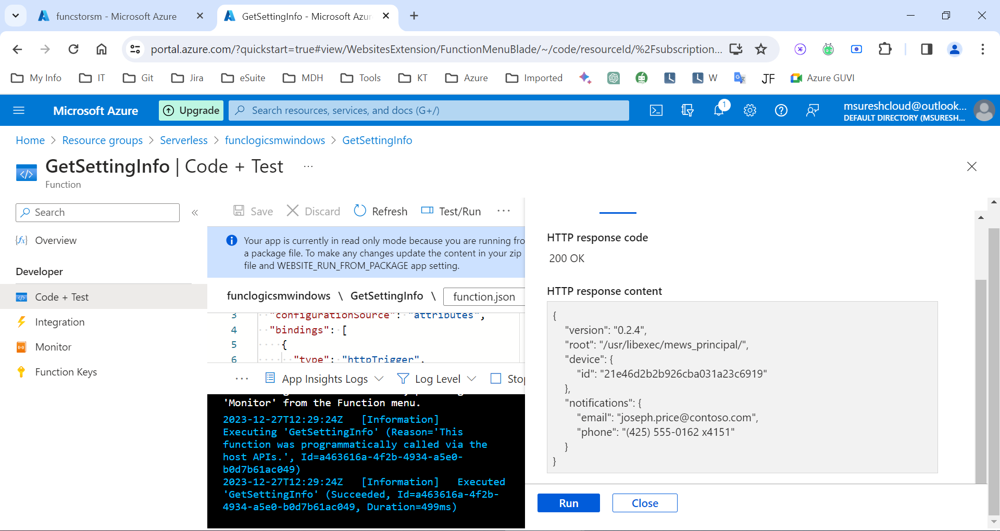 funcstorsm - Microsoft Azure
GetSettingInfo - Microsoft Azur
portal.azure.com/?quickstart=true#view/WebsitesExtension/FunctionMenuBlade/~/code/resourceId/%2Fsubscription...
My Info IT Git Jira eSuite MDH Tools KT Azure Imported W JF Azure GUVI
Microsoft Azure
Upgrade
Search resources, services, and docs (G+/)
1
msureshcloud@outlook...
DEFAULT DIRECTORY (MSURESH...
Home > Resource groups > Serverless > funclogicsmwindows > GetSettingInfo
GetSettingInfo | Code + Test ...
Function
Search
«
Overview
Developer
Code + Test
Integration
Monitor
Function Keys
Save Discard Refresh Test/Run ...
Your app is currently in read only mode because you are running fro
a package file. To make any changes update the content in your zip
file and WEBSITE_RUN_FROM_PACKAGE app setting.
funclogicsmwindows \ GetSettingInfo \ function.json
3 "configurationSource": "attributes",
4 "bindings": [
5 {
6 "type": "httpTrigger",
... App Insights Logs Log Level Stop
'Monitor' from the Function menu.
2023-12-27T12:29:24Z [Information]
Executing 'GetSettingInfo' (Reason='This
function was programmatically called via the
host APIs.', Id=a463616a-4f2b-4934-a5e0-
b0d7b61ac049)
2023-12-27T12:29:24Z [Information] Executed
'GetSettingInfo' (Succeeded, Id=a463616a-4f2b-
4934-a5e0-b0d7b61ac049, Duration=499ms)
HTTP response code
200 OK
HTTP response content
{
"version": "0.2.4",
"root": "/usr/libexec/mews_principal/",
"device": {
"id": "21e46d2b2b926cba031a23c6919"
},
"notifications": {
"email": "joseph.price@contoso.com",
"phone": "(425) 555-0162 x4151"
}
}
Run
Close